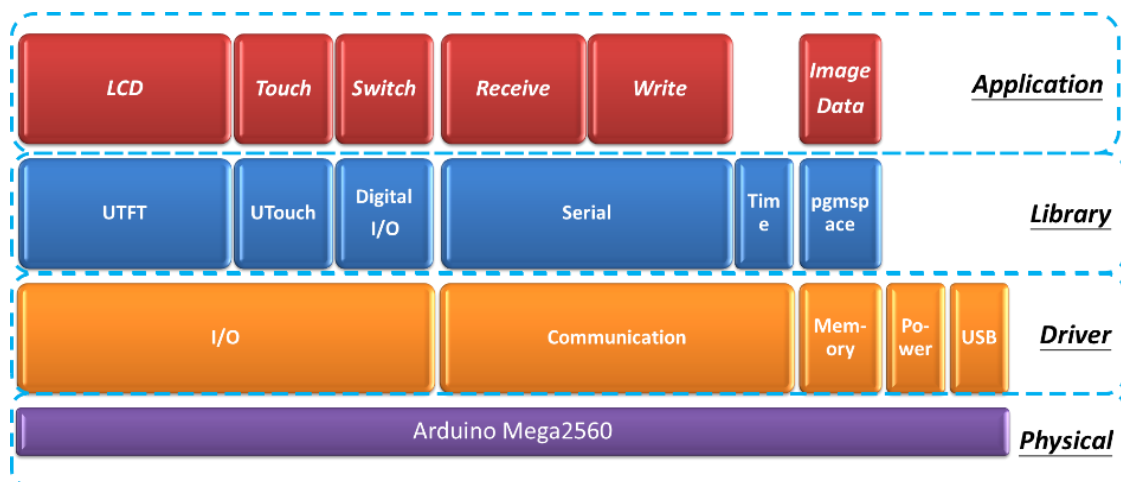 LCD
Touch
Switch
Receive
Write
Image
Data
Application
UTFT
UTouch
Digital
I/O
Serial
Tim
e
pgmsp
ace
Library
I/O
Communication
Mem-
ory
Po-
wer
USB
Driver
Arduino Mega2560
Physical